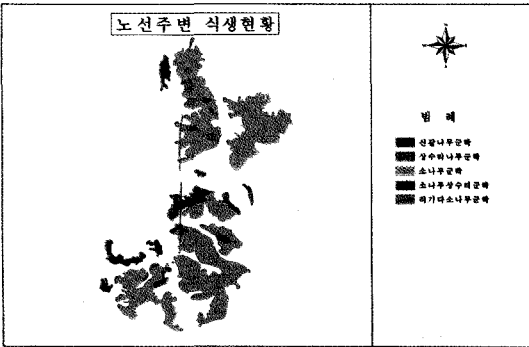 노선주변 식생현황
범 례
신갈나무군락
상수리나무군락
소나무군락
소나무상수리군락
리기다소나무군락